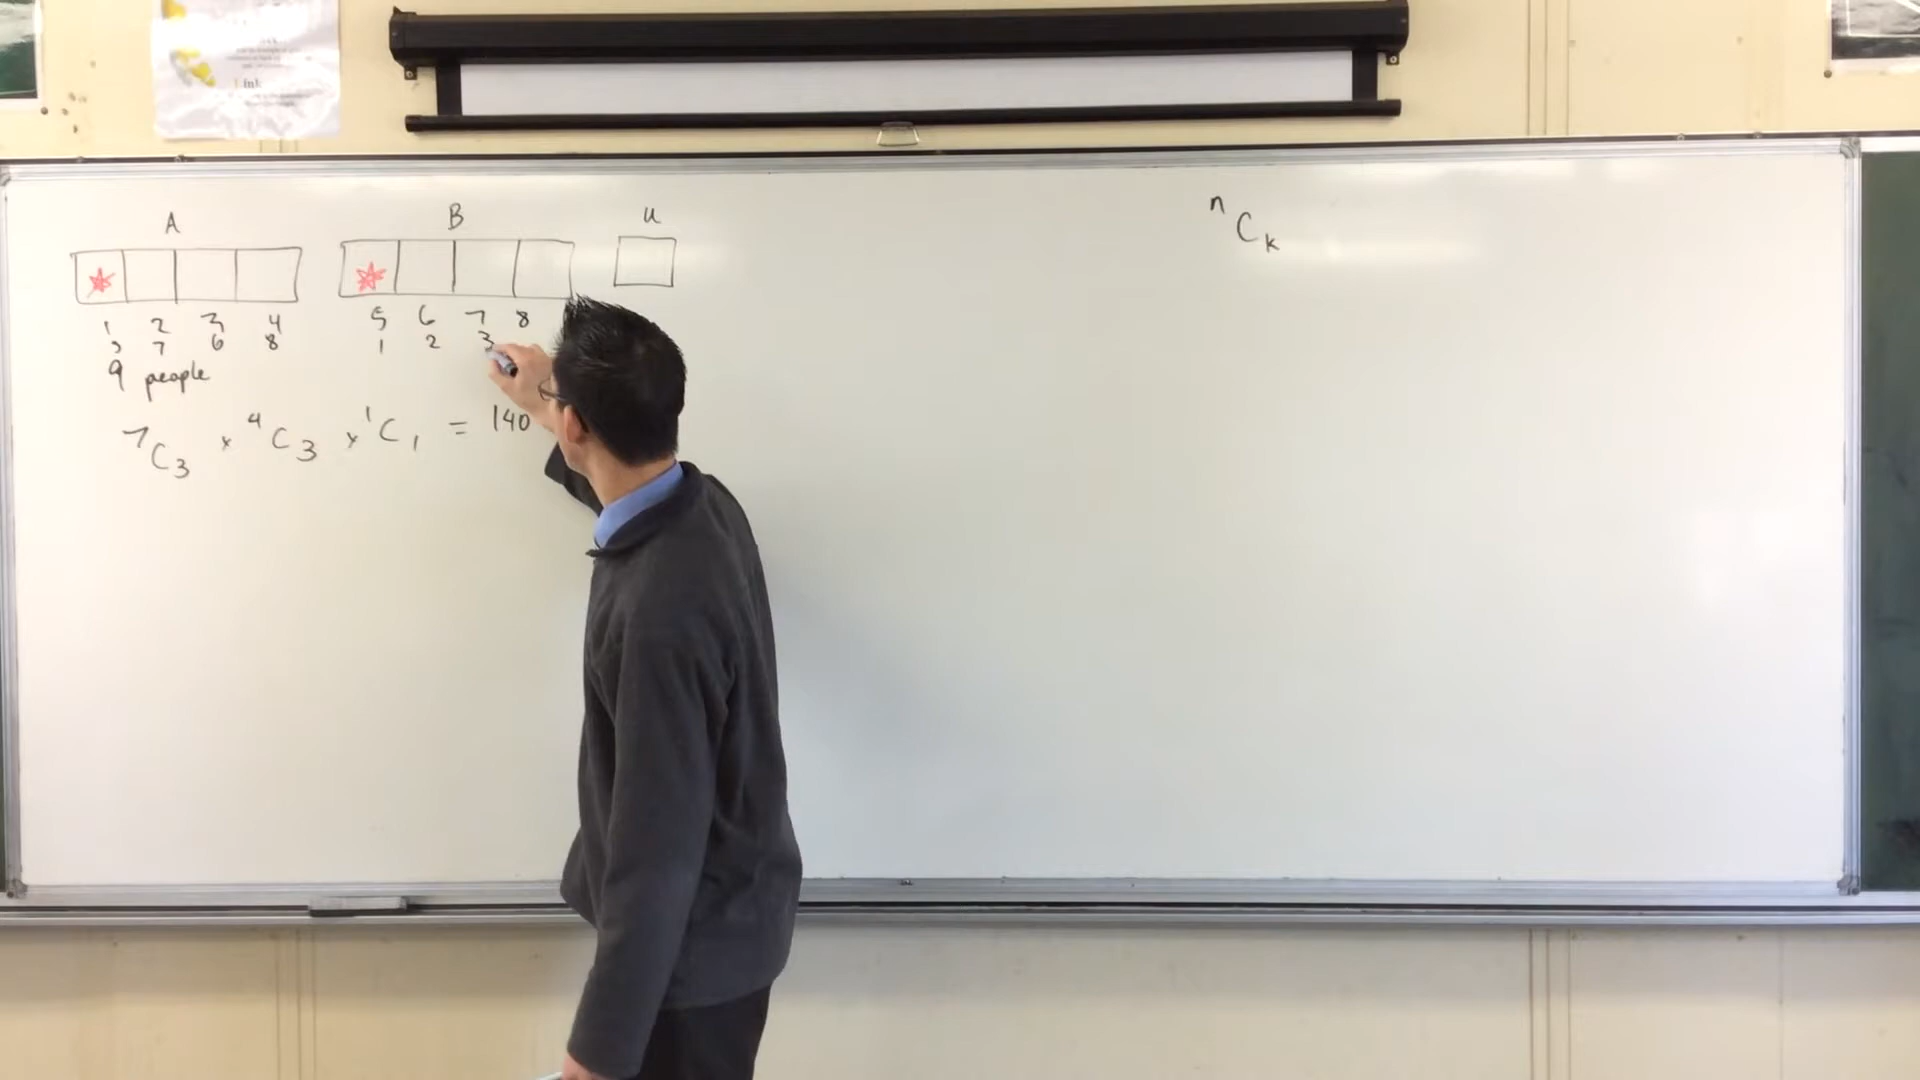 A B u
1 2 3 4 5 6 7 8
5 7 6 8 1 2 3
9 people
⁷C₃ × ⁴C₃ × ¹C₁ = 140
ⁿCₖ
ink